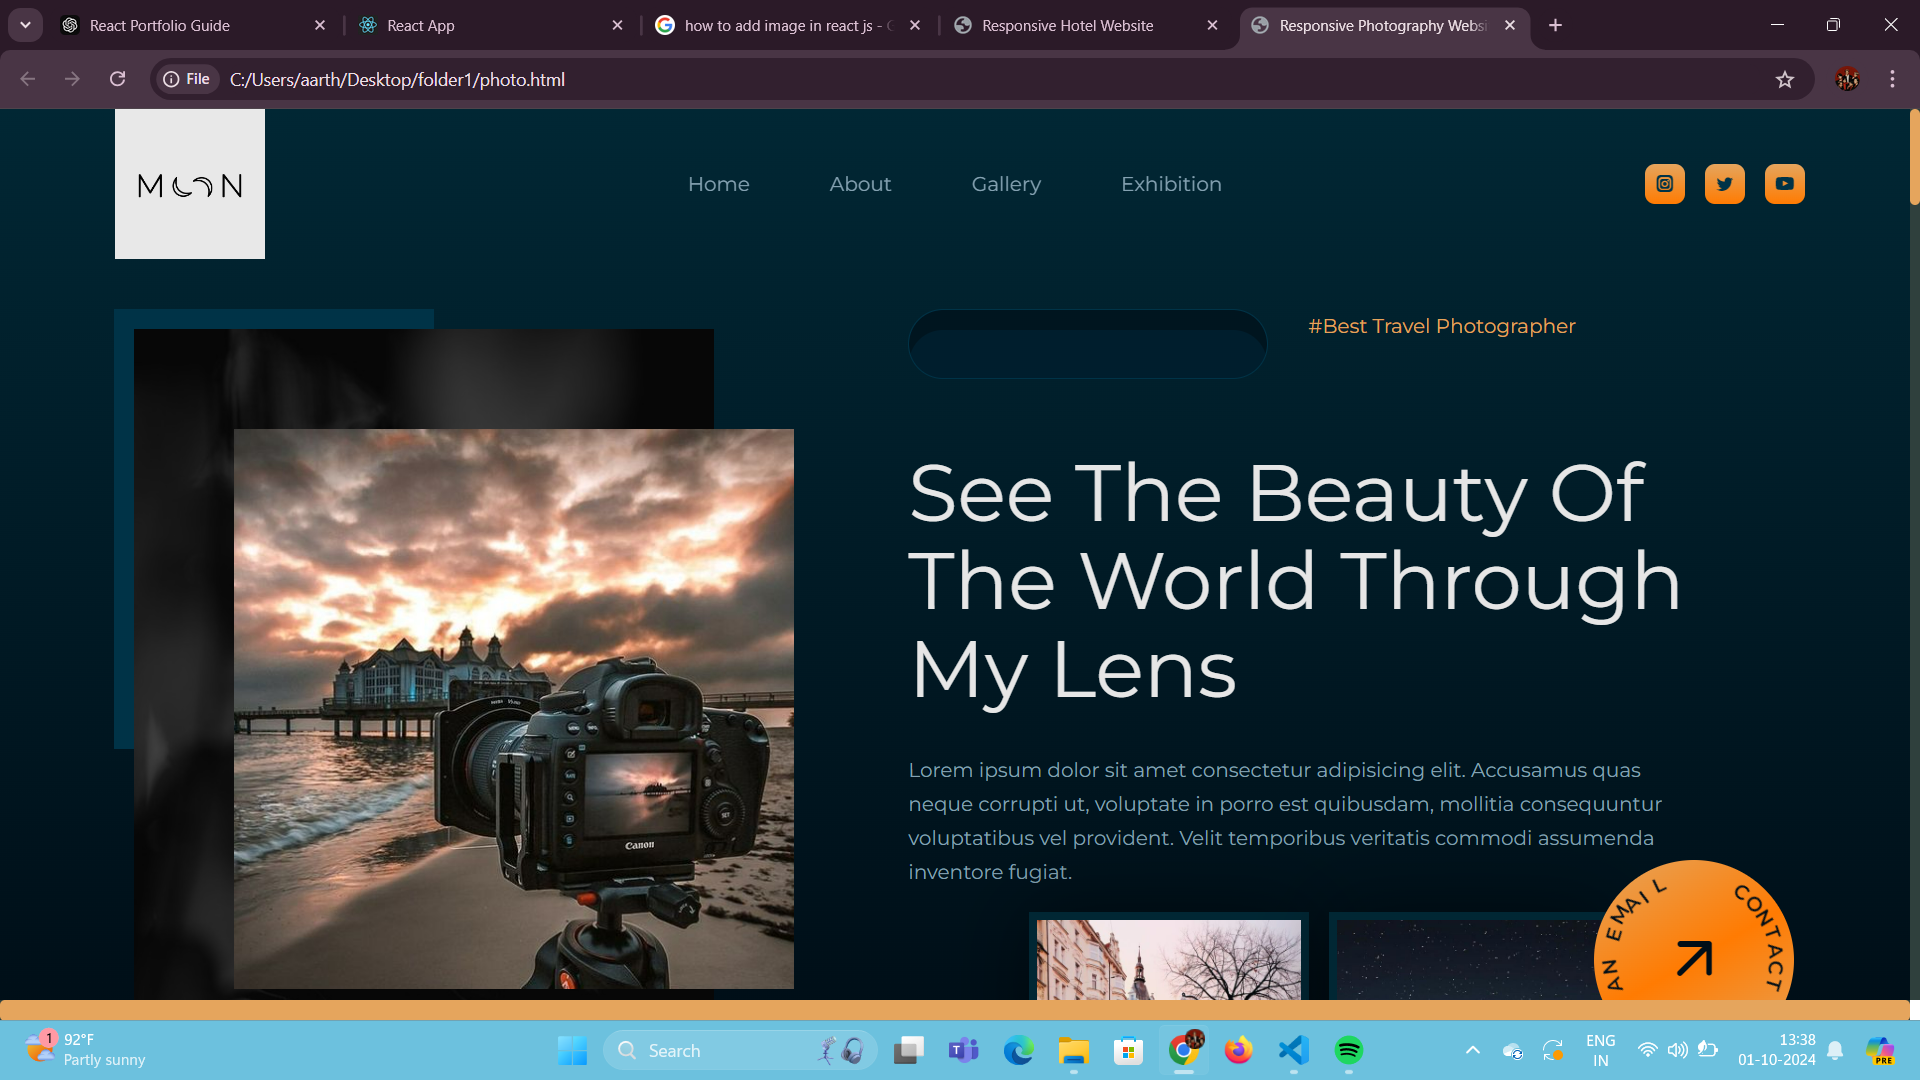 React Portfolio Guide
React App
how to add image in react js -
Responsive Hotel Website
Responsive Photography Websi
File
C:/Users/aarth/Desktop/folder1/photo.html
MOON
Home
About
Gallery
Exhibition
#Best Travel Photographer
See The Beauty Of
The World Through
My Lens
Lorem ipsum dolor sit amet consectetur adipisicing elit. Accusamus quas
neque corrupti ut, voluptate in porro est quibusdam, mollitia consequuntur
voluptatibus vel provident. Velit temporibus veritatis commodi assumenda
inventore fugiat.
Canon
AN EMAIL
CONTACT
1
92°F
Partly sunny
Search
ENG
IN
13:38
01-10-2024
PRE